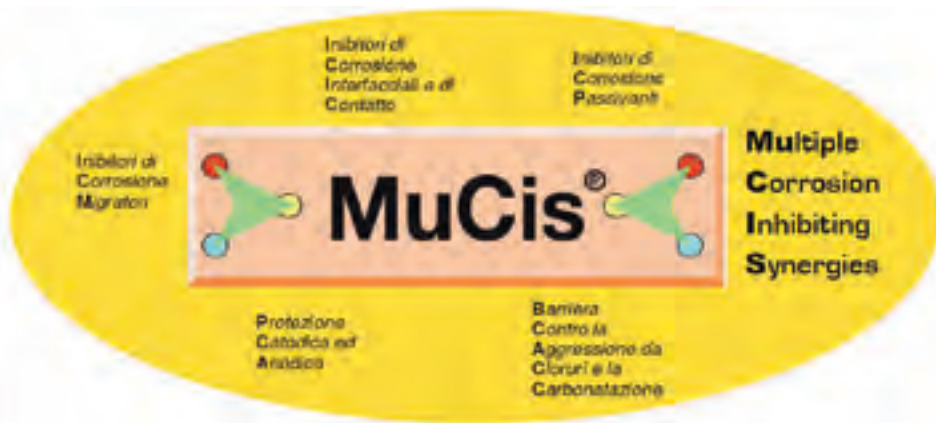 Inibitori di
Corrosione
Interfacciali e di
Contatto
Inibitori di
Corrosione
Passivanti
Inibitori di
Corrosione
Migratori
MuCis®
Multiple
Corrosion
Inhibiting
Synergies
Protezione
Catodica ed
Anodica
Barriera
Contro la
Aggressione da
Cloruri e la
Carbonatazione